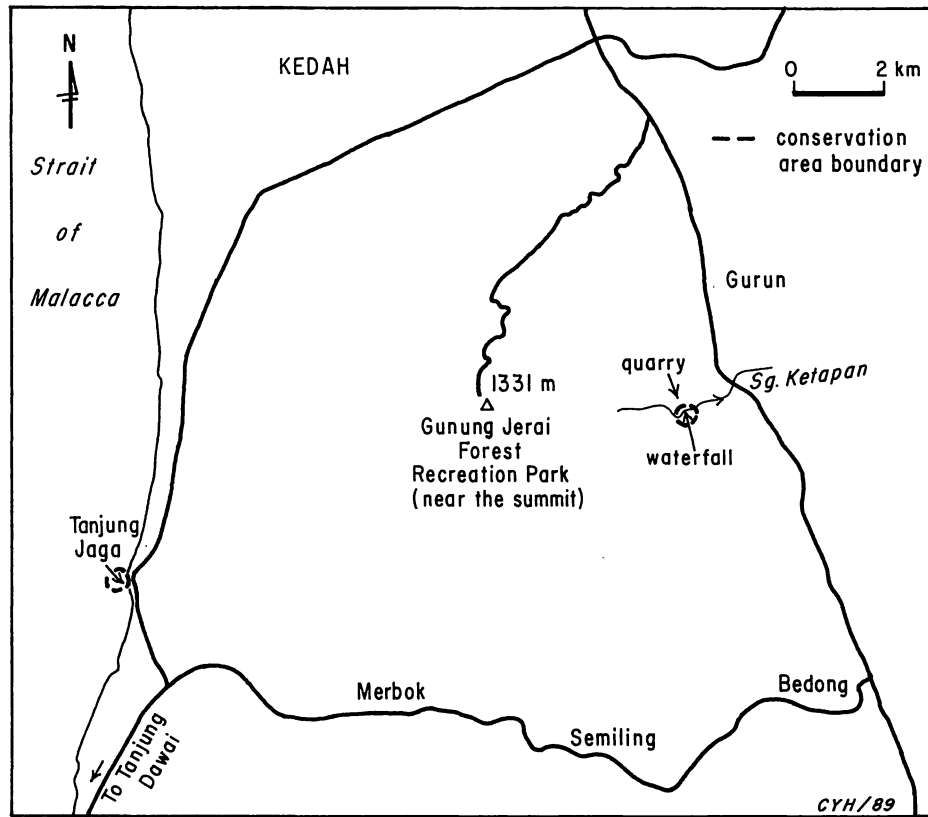 N
KEDAH
0 2 km
conservation
area boundary
Strait
of
Malacca
Gurun
quarry
Sg. Ketapan
1331 m
Gunung Jerai
Forest
Recreation Park
(near the summit)
waterfall
Tanjung
Jaga
Merbok
Bedong
Semiling
To Tanjung
Dawai
CYH/89